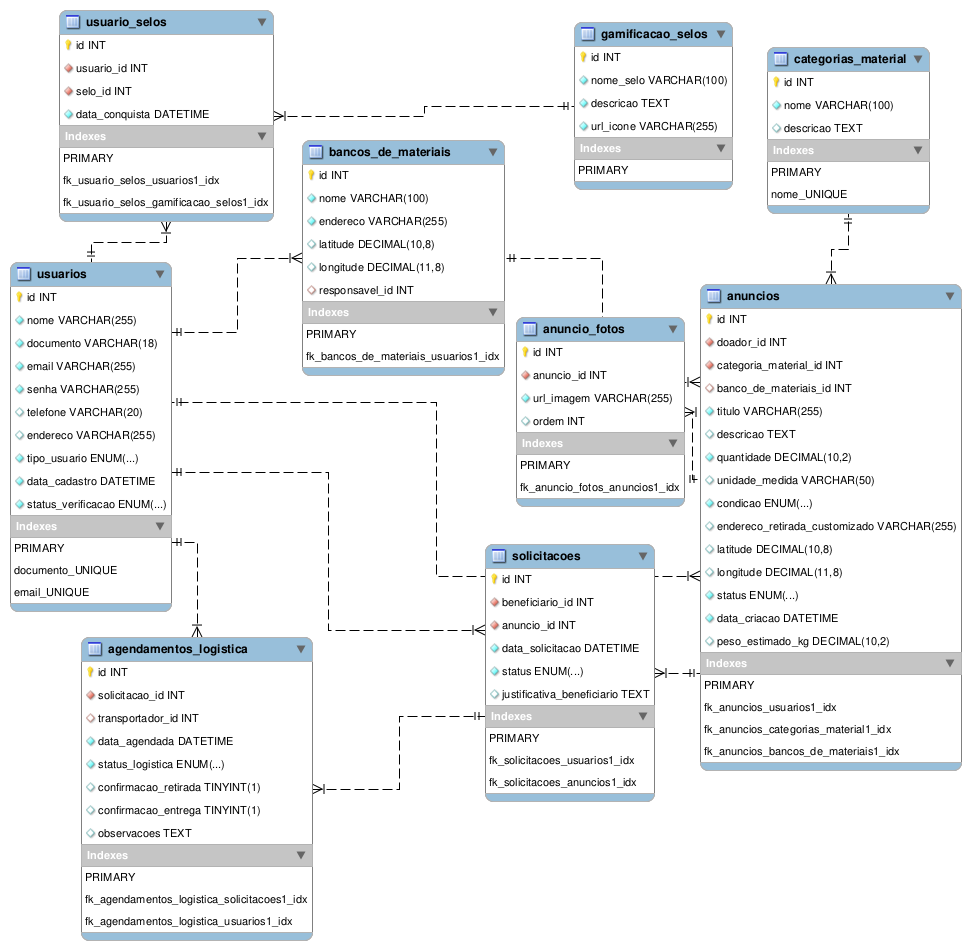 usuario_selos
id INT
usuario_id INT
selo_id INT
data_conquista DATETIME
Indexes
PRIMARY
fk_usuario_selos_usuarios1_idx
fk_usuario_selos_gamificacao_selos1_idx
gamificacao_selos
id INT
nome_selo VARCHAR(100)
descricao TEXT
url_icone VARCHAR(255)
Indexes
PRIMARY
categorias_material
id INT
nome VARCHAR(100)
descricao TEXT
Indexes
PRIMARY
nome_UNIQUE
bancos_de_materiais
id INT
nome VARCHAR(100)
endereco VARCHAR(255)
latitude DECIMAL(10,8)
longitude DECIMAL(11,8)
responsavel_id INT
Indexes
PRIMARY
fk_bancos_de_materiais_usuarios1_idx
usuarios
id INT
nome VARCHAR(255)
documento VARCHAR(18)
email VARCHAR(255)
senha VARCHAR(255)
telefone VARCHAR(20)
endereco VARCHAR(255)
tipo_usuario ENUM(...)
data_cadastro DATETIME
status_verificacao ENUM(...)
Indexes
PRIMARY
documento_UNIQUE
email_UNIQUE
anuncio_fotos
id INT
anuncio_id INT
url_imagem VARCHAR(255)
ordem INT
Indexes
PRIMARY
fk_anuncio_fotos_anuncios1_idx
anuncios
id INT
doador_id INT
categoria_material_id INT
banco_de_materiais_id INT
titulo VARCHAR(255)
descricao TEXT
quantidade DECIMAL(10,2)
unidade_medida VARCHAR(50)
condicao ENUM(...)
endereco_retirada_customizado VARCHAR(255)
latitude DECIMAL(10,8)
longitude DECIMAL(11,8)
status ENUM(...)
data_criacao DATETIME
peso_estimado_kg DECIMAL(10,2)
Indexes
PRIMARY
fk_anuncios_usuarios1_idx
fk_anuncios_categorias_material1_idx
fk_anuncios_bancos_de_materiais1_idx
solicitacoes
id INT
beneficiario_id INT
anuncio_id INT
data_solicitacao DATETIME
status ENUM(...)
justificativa_beneficiario TEXT
Indexes
PRIMARY
fk_solicitacoes_usuarios1_idx
fk_solicitacoes_anuncios1_idx
agendamentos_logistica
id INT
solicitacao_id INT
transportador_id INT
data_agendada DATETIME
status_logistica ENUM(...)
confirmacao_retirada TINYINT(1)
confirmacao_entrega TINYINT(1)
observacoes TEXT
Indexes
PRIMARY
fk_agendamentos_logistica_solicitacoes1_idx
fk_agendamentos_logistica_usuarios1_idx